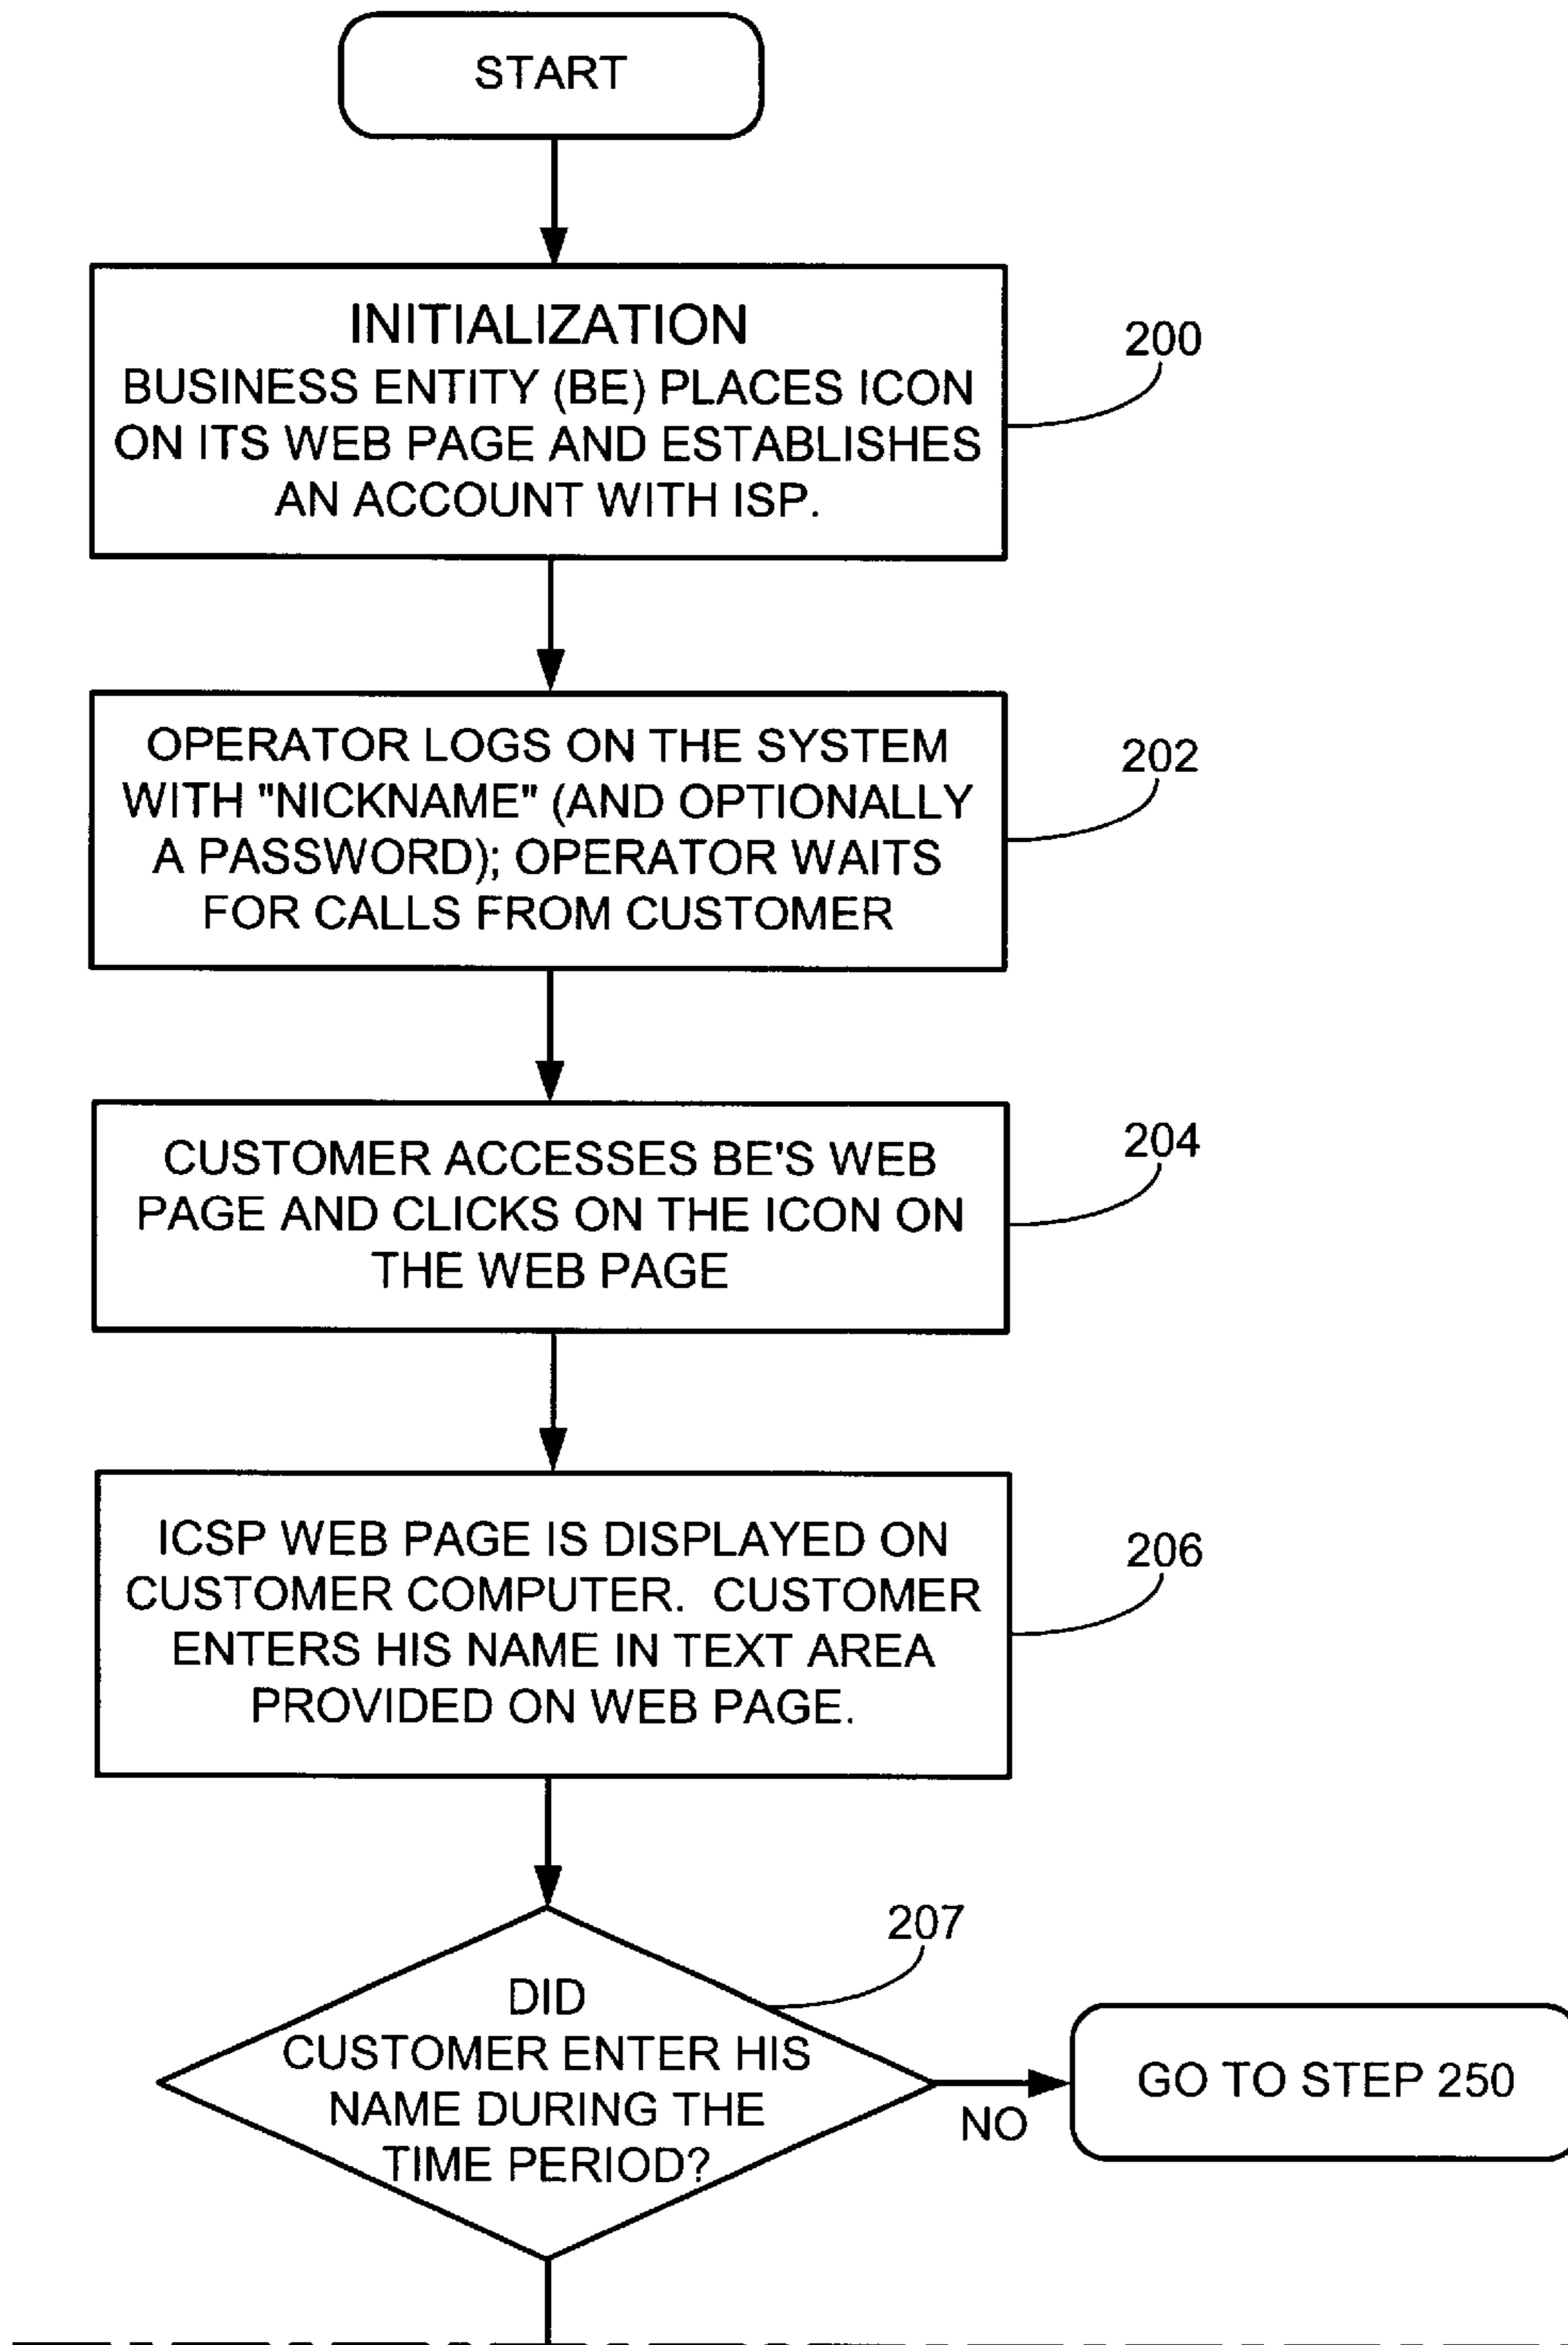 START
INITIALIZATION
BUSINESS ENTITY (BE) PLACES ICON
ON ITS WEB PAGE AND ESTABLISHES
AN ACCOUNT WITH ISP.
200
OPERATOR LOGS ON THE SYSTEM
WITH "NICKNAME" (AND OPTIONALLY
A PASSWORD); OPERATOR WAITS
FOR CALLS FROM CUSTOMER
202
CUSTOMER ACCESSES BE'S WEB
PAGE AND CLICKS ON THE ICON ON
THE WEB PAGE
204
ICSP WEB PAGE IS DISPLAYED ON
CUSTOMER COMPUTER. CUSTOMER
ENTERS HIS NAME IN TEXT AREA
PROVIDED ON WEB PAGE.
206
207
DID
CUSTOMER ENTER HIS
NAME DURING THE
TIME PERIOD?
NO
GO TO STEP 250